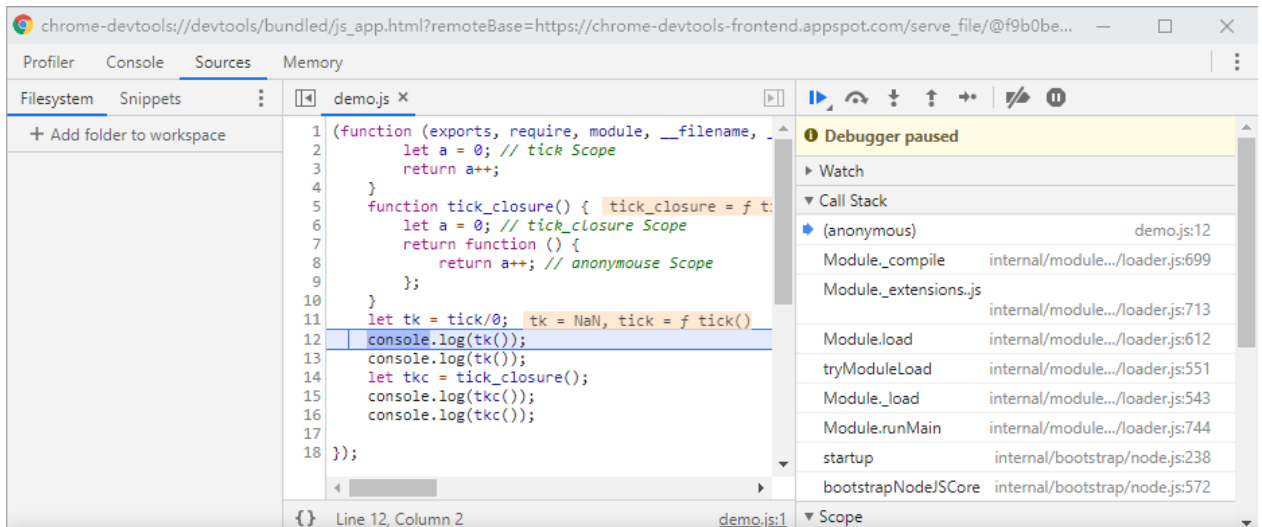 chrome-devtools://devtools/bundled/js_app.html?remoteBase=https://chrome-devtools-frontend.appspot.com/serve_file/@f9b0be...
Profiler Console Sources Memory
Filesystem Snippets
+ Add folder to workspace
demo.js ×
1 (function (exports, require, module, __filename, _
2 let a = 0; // tick Scope
3 return a++;
4 }
5 function tick_closure() { tick_closure = ƒ ti
6 let a = 0; // tick_closure Scope
7 return function () {
8 return a++; // anonymouse Scope
9 };
10 }
11 let tk = tick/0; tk = NaN, tick = ƒ tick()
12 console.log(tk());
13 console.log(tk());
14 let tkc = tick_closure();
15 console.log(tkc());
16 console.log(tkc());
17
18 });
{} Line 12, Column 2 demo.js:1
Debugger paused
Watch
Call Stack
(anonymous) demo.js:12
Module._compile internal/module…/loader.js:699
Module._extensions..js
internal/module…/loader.js:713
Module.load internal/module…/loader.js:612
tryModuleLoad internal/module…/loader.js:551
Module._load internal/module…/loader.js:543
Module.runMain internal/module…/loader.js:744
startup internal/bootstrap/node.js:238
bootstrapNodeJSCore internal/bootstrap/node.js:572
Scope